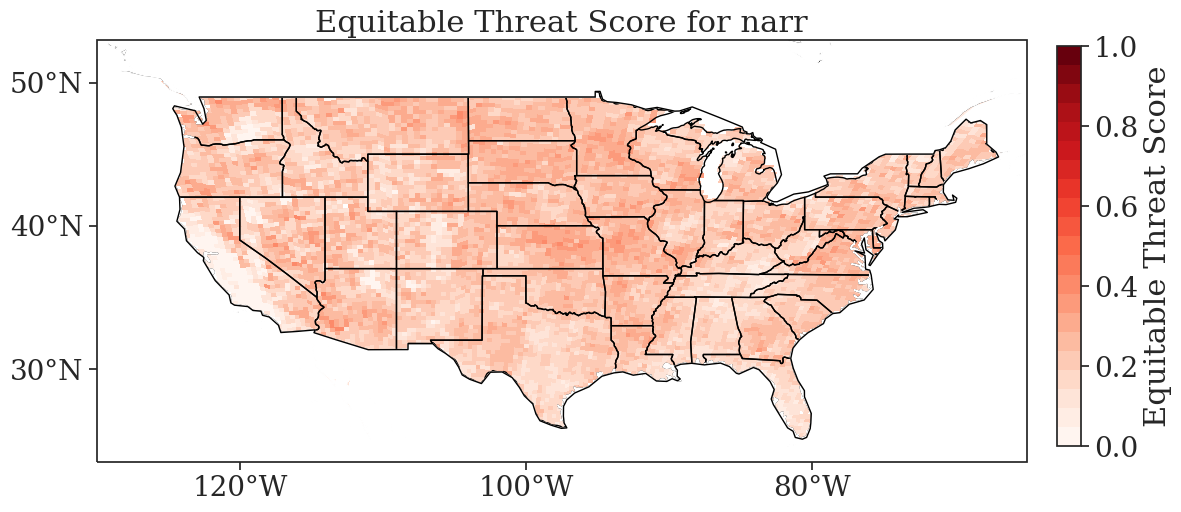 Equitable Threat Score for narr
50°N
40°N
30°N
120°W
100°W
80°W
1.0
0.8
0.6
0.4
0.2
0.0
Equitable Threat Score